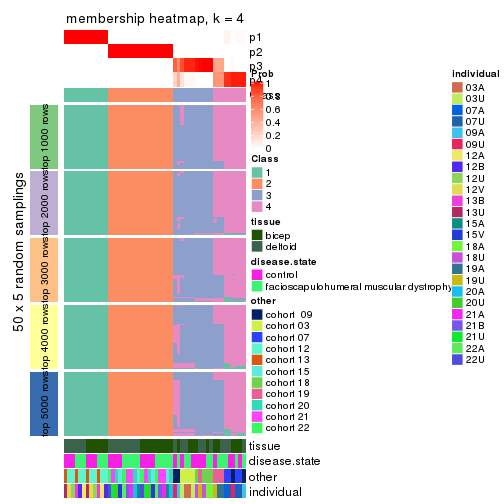 membership heatmap, k = 4
p1
p2
p3
p4
50 x 5 random samplings
top 1000 rows
top 2000 rows
top 3000 rows
top 4000 rows
top 5000 rows
Prob
1
0.8
0.6
0.4
0.2
0
Class
1
2
3
4
tissue
bicep
deltoid
disease.state
control
facioscapulohumeral muscular dystrophy
other
cohort 09
cohort 03
cohort 07
cohort 12
cohort 13
cohort 15
cohort 18
cohort 19
cohort 20
cohort 21
cohort 22
individual
03A
03U
07A
07U
09A
09U
12A
12B
12U
12V
13B
13U
15A
15V
18A
18U
19A
19U
20A
20U
21A
21B
21U
22A
22U
tissue
disease.state
other
individual